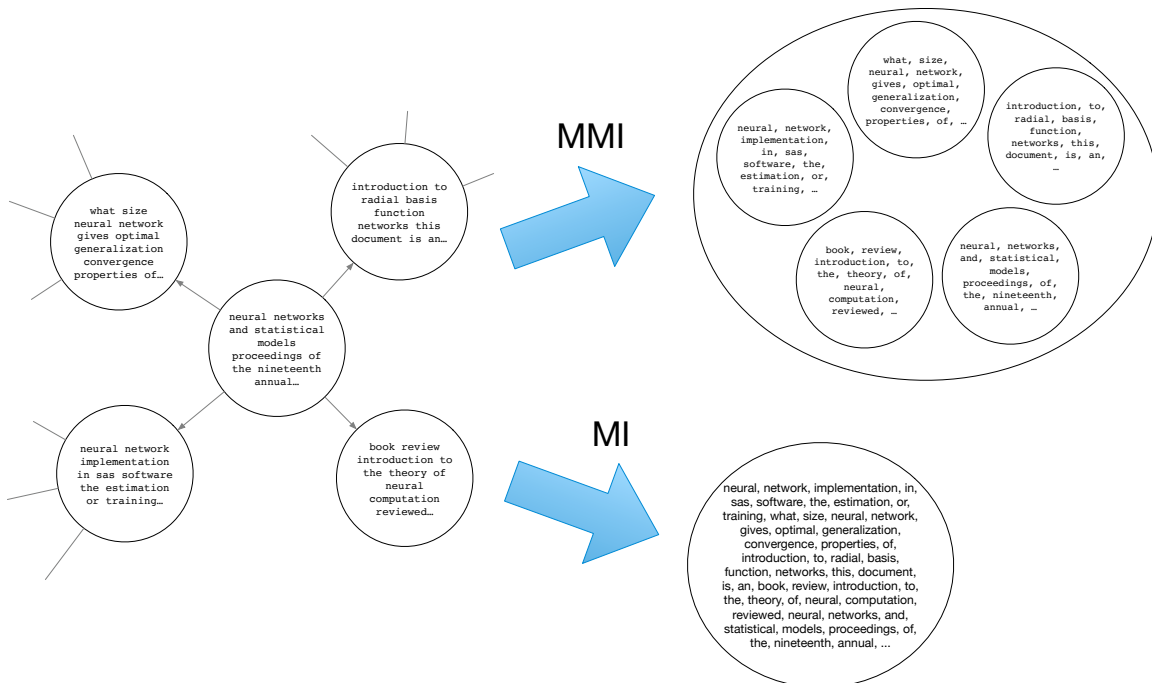 what size
neural network
gives optimal
generalization
convergence
properties of…
introduction to
radial basis
function
networks this
document is an…
neural networks
and statistical
models
proceedings of
the nineteenth
annual…
neural network
implementation
in sas software
the estimation
or training…
book review
introduction to
the theory of
neural
computation
reviewed…
MMI
what, size,
neural, network,
gives, optimal,
generalization,
convergence,
properties, of, …
neural, network,
implementation,
in, sas,
software, the,
estimation, or,
training, …
introduction, to,
radial, basis,
function,
networks, this,
document, is, an,
…
book, review,
introduction, to,
the, theory, of,
neural,
computation,
reviewed, …
neural, networks,
and, statistical,
models,
proceedings, of,
the, nineteenth,
annual, …
MI
neural, network, implementation, in,
sas, software, the, estimation, or,
training, what, size, neural, network,
gives, optimal, generalization,
convergence, properties, of,
introduction, to, radial, basis,
function, networks, this, document,
is, an, book, review, introduction, to,
the, theory, of, neural, computation,
reviewed, neural, networks, and,
statistical, models, proceedings, of,
the, nineteenth, annual, ...